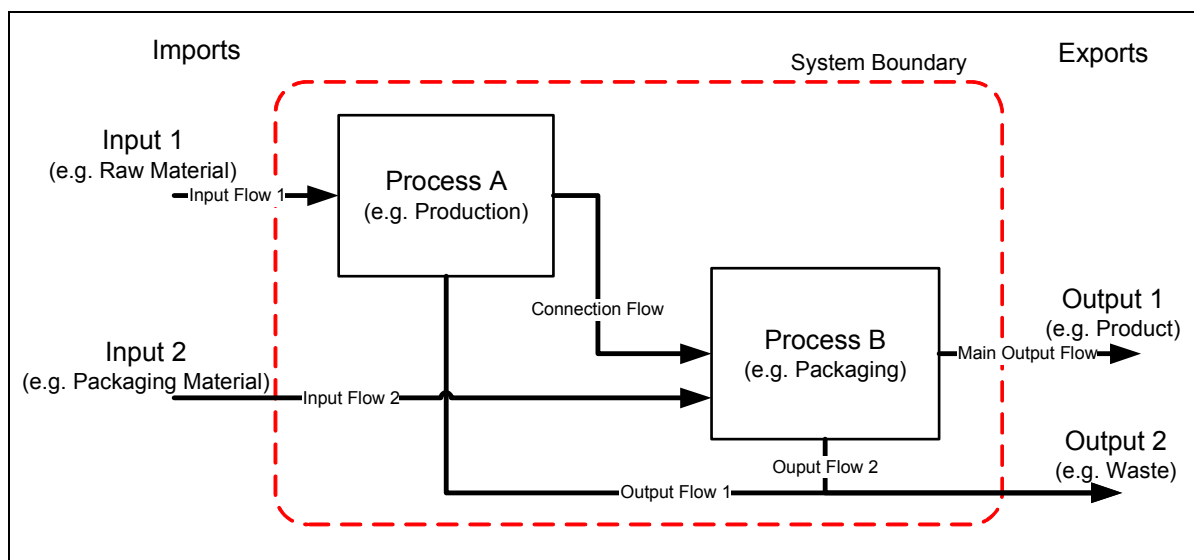 Imports
Exports
System Boundary
Input 1
(e.g. Raw Material)
Input Flow 1
Process A
(e.g. Production)
Connection Flow
Input 2
(e.g. Packaging Material)
Input Flow 2
Process B
(e.g. Packaging)
Output 1
(e.g. Product)
Main Output Flow
Ouput Flow 2
Output Flow 1
Output 2
(e.g. Waste)